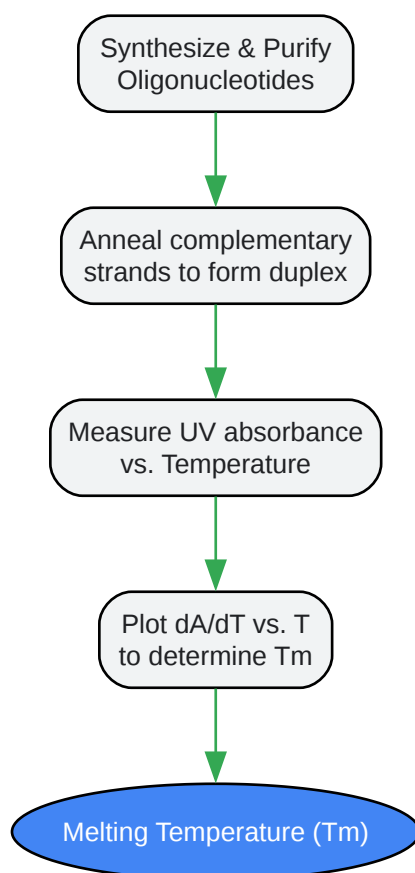 Synthesize & Purify
Oligonucleotides
Anneal complementary
strands to form duplex
Measure UV absorbance
vs. Temperature
Plot dA/dT vs. T
to determine Tm
Melting Temperature (Tm)